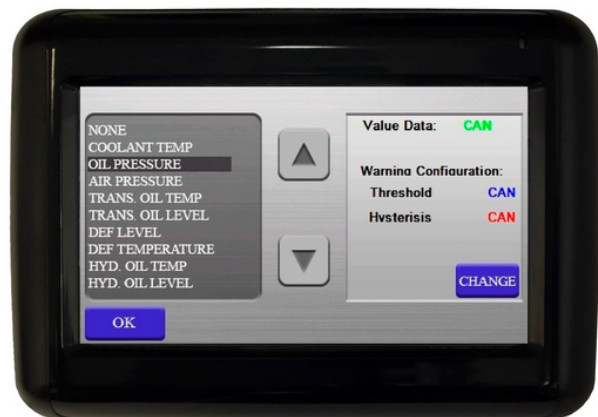 NONE
COOLANT TEMP
OIL PRESSURE
AIR PRESSURE
TRANS. OIL TEMP
TRANS. OIL LEVEL
DEF LEVEL
DEF TEMPERATURE
HYD. OIL TEMP
HYD. OIL LEVEL
OK
Value Data: CAN
Warning Configuration:
Threshold CAN
Hysterisis CAN
CHANGE